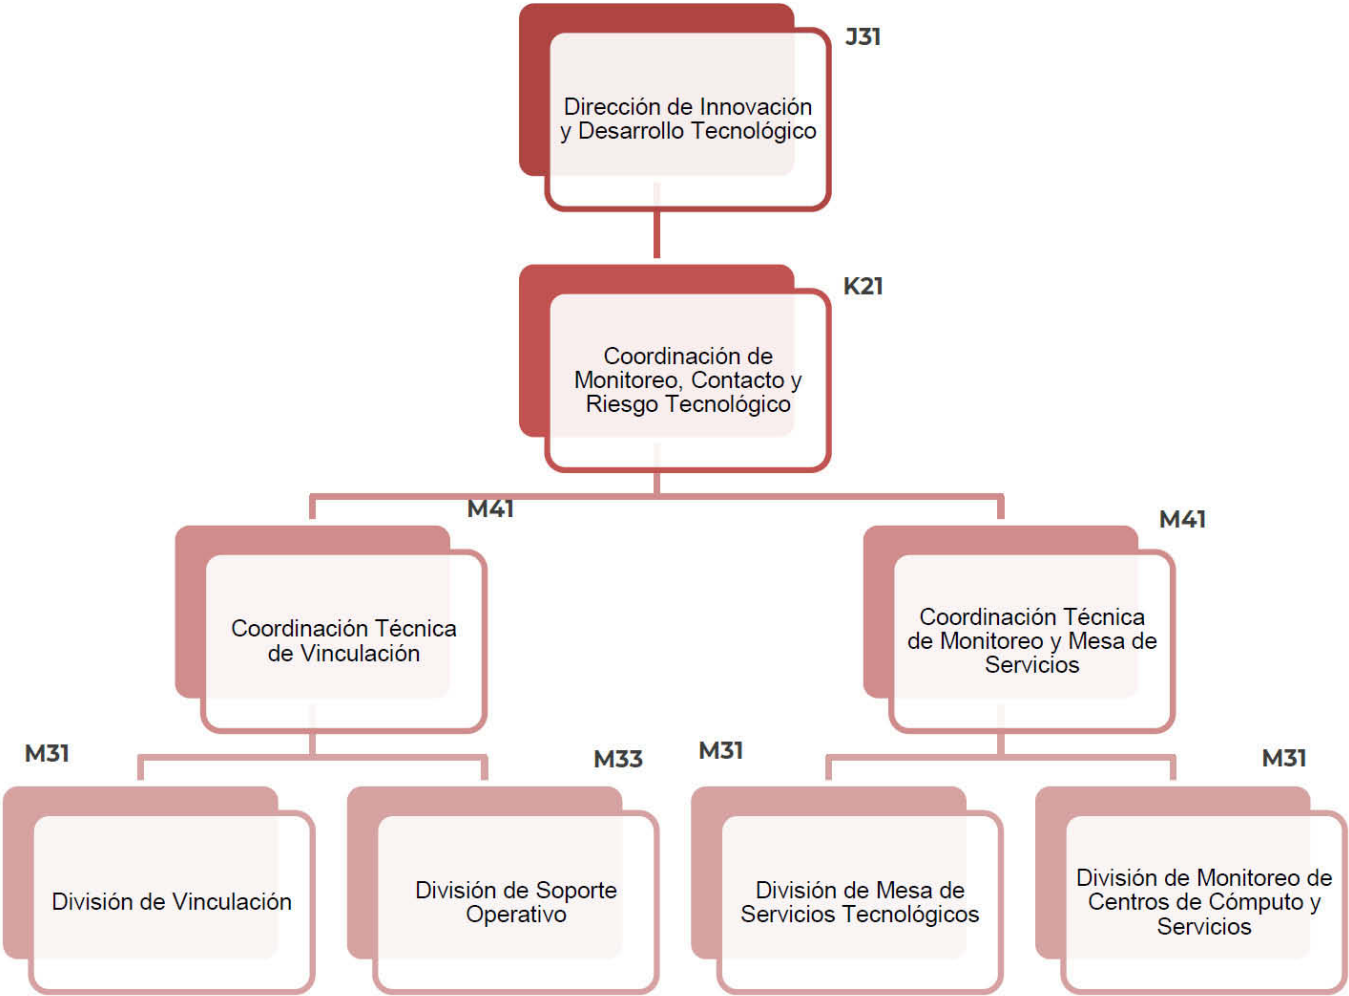 J31
Dirección de Innovación
y Desarrollo Tecnológico
K21
Coordinación de
Monitoreo, Contacto y
Riesgo Tecnológico
M41
Coordinación Técnica
de Vinculación
M41
Coordinación Técnica
de Monitoreo y Mesa de
Servicios
M31
División de Vinculación
M33
División de Soporte
Operativo
M31
División de Mesa de
Servicios Tecnológicos
M31
División de Monitoreo de
Centros de Cómputo y
Servicios